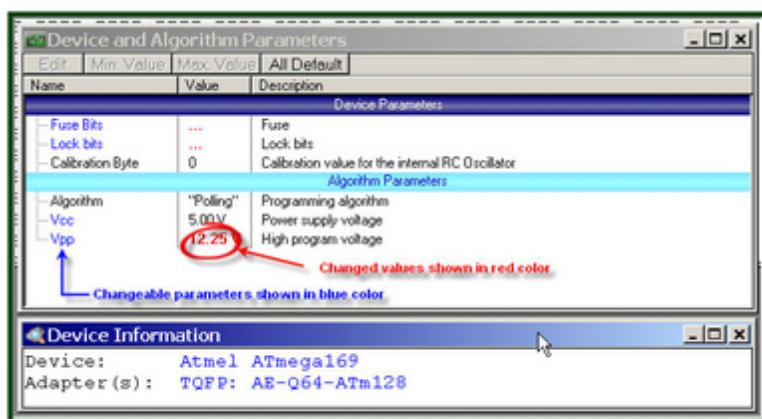 Device and Algorithm Parameters
Edit Min. Value Max. Value All Default
Name Value Description
Device Parameters
Fuse Bits ... Fuse
Lock bits ... Lock bits
Calibration Byte 0 Calibration value for the internal RC Oscillator
Algorithm Parameters
Algorithm "Polling" Programming algorithm
Vcc 5.00 V Power supply voltage
Vpp 12.25 High program voltage
Changed values shown in red color
Changeable parameters shown in blue color
Device Information
Device: Atmel ATmega169
Adapter(s): TQFP: AE-Q64-ATm128